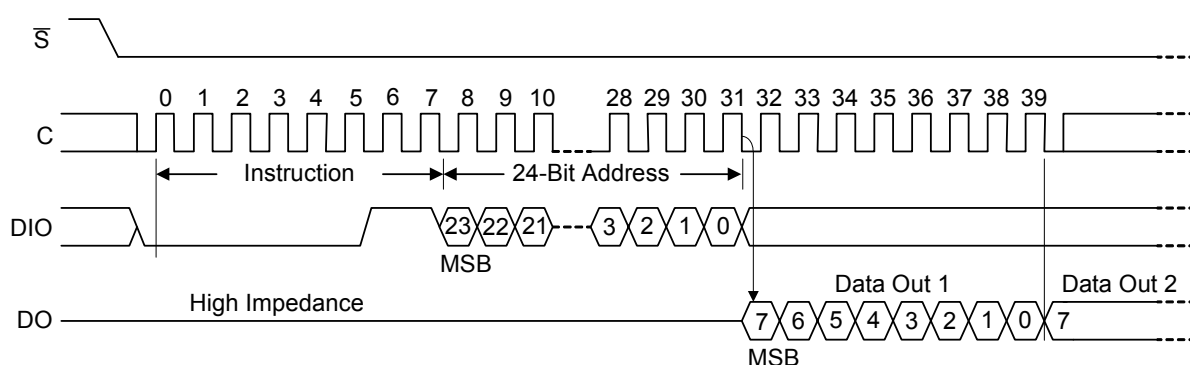 S̅
0 1 2 3 4 5 6 7 8 9 10 28 29 30 31 32 33 34 35 36 37 38 39
C
Instruction 24-Bit Address
DIO 23 22 21 3 2 1 0
MSB
High Impedance Data Out 1 Data Out 2
DO 7 6 5 4 3 2 1 0 7
MSB